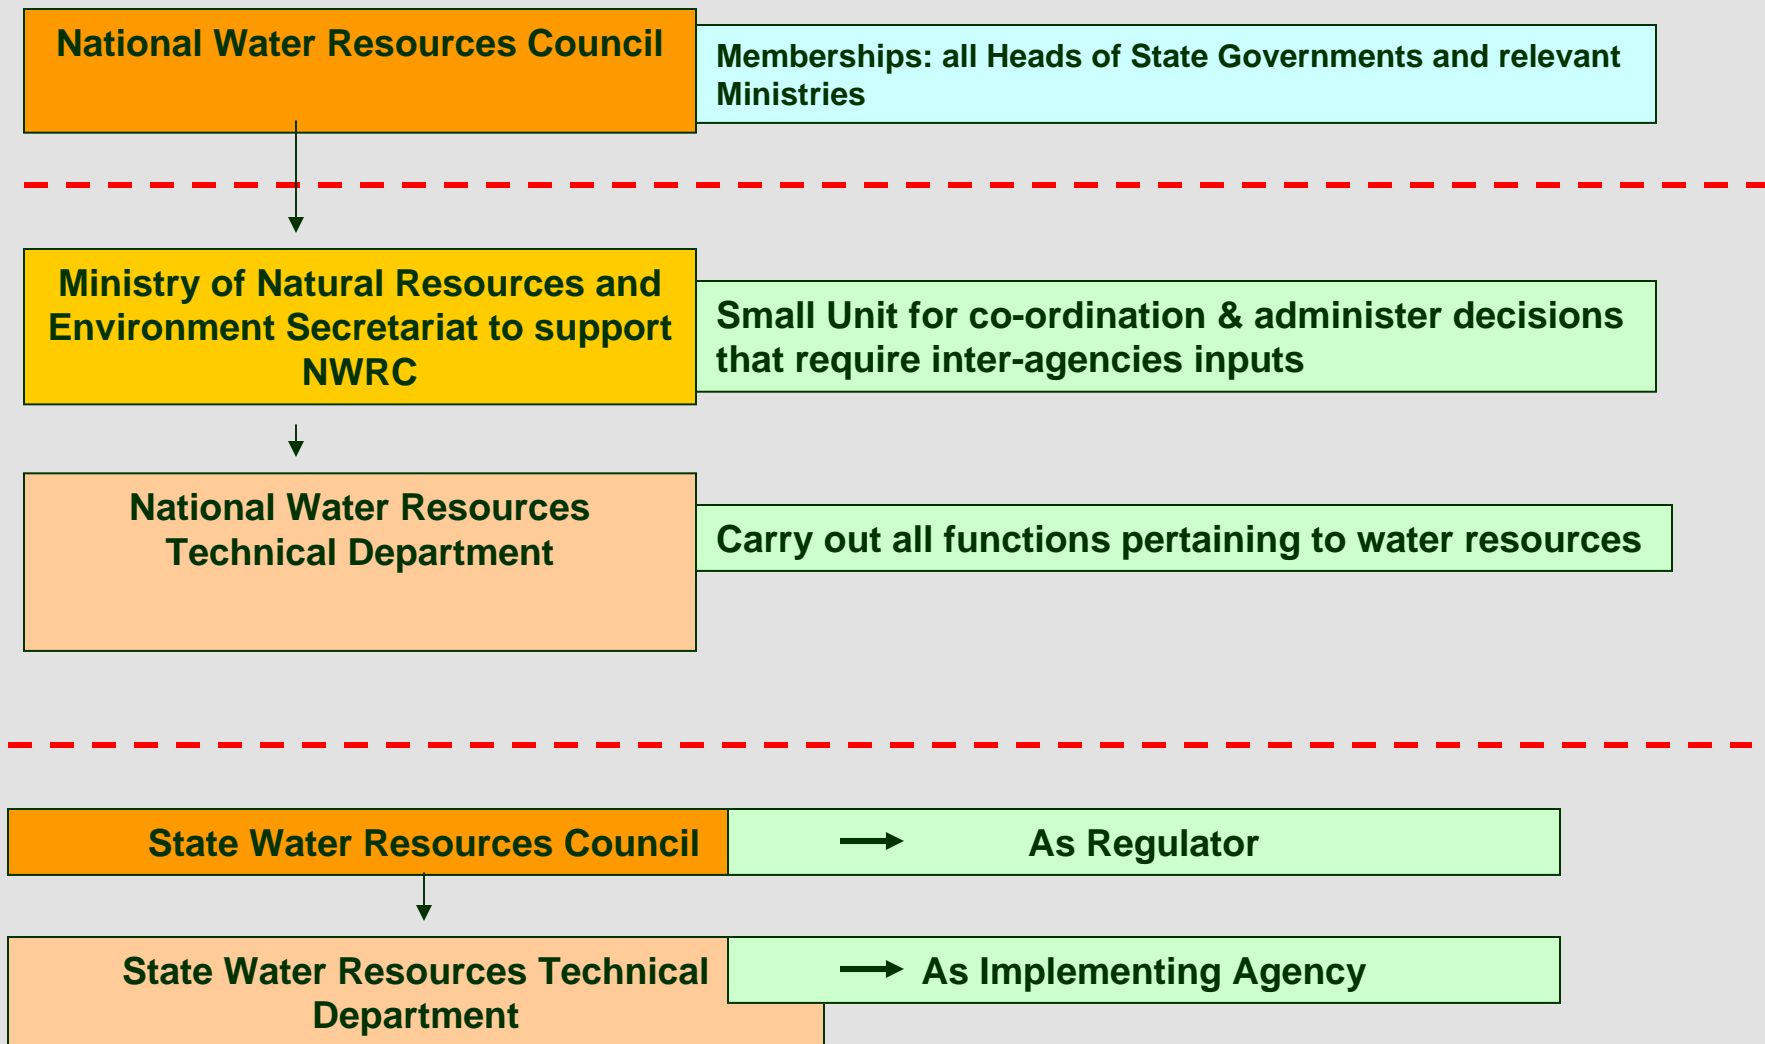 National Water Resources Council
Memberships: all Heads of State Governments and relevant
Ministries
Ministry of Natural Resources and
Environment Secretariat to support
NWRC
Small Unit for co-ordination & administer decisions
that require inter-agencies inputs
National Water Resources
Technical Department
Carry out all functions pertaining to water resources
State Water Resources Council
As Regulator
State Water Resources Technical
Department
As Implementing Agency